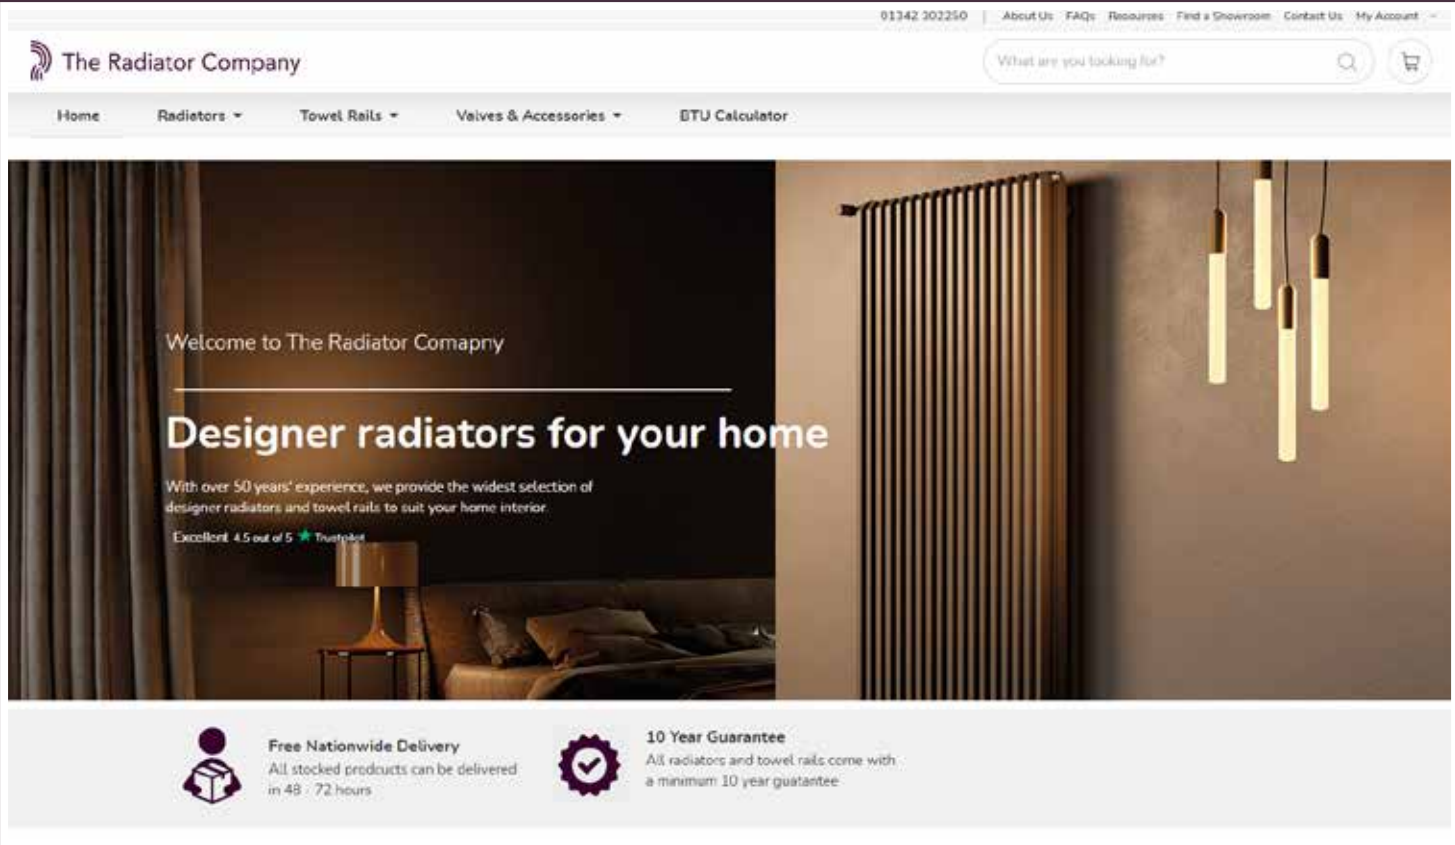 01342 302250 | About Us FAQs Resources Find a Showroom Contact Us My Account
The Radiator Company
What are you looking for?
Home Radiators Towel Rails Valves & Accessories BTU Calculator
Welcome to The Radiator Comapny
Designer radiators for your home
With over 50 years' experience, we provide the widest selection of
designer radiators and towel rails to suit your home interior.
Excellent 4.5 out of 5 Trustpilot
Free Nationwide Delivery
All stocked prodcucts can be delivered
in 48 - 72 hours
10 Year Guarantee
All radiators and towel rails come with
a minimum 10 year guatantee